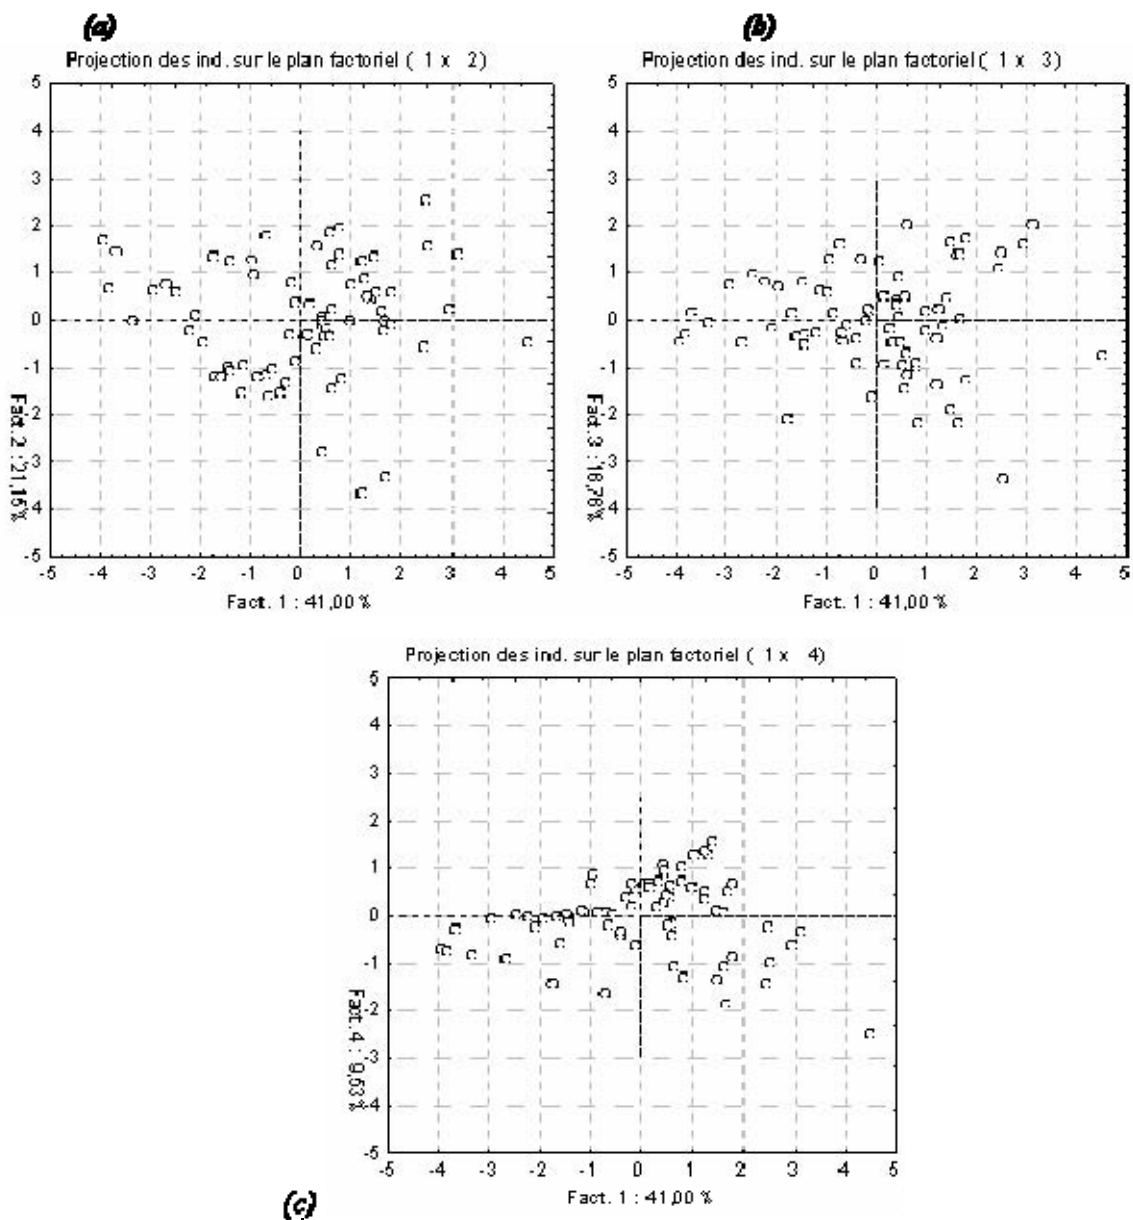 (a)
Projection des ind. sur le plan factoriel ( 1 x 2)
5
4
3
2
1
0
-1
-2
-3
-4
-5
-5 -4 -3 -2 -1 0 1 2 3 4 5
Fact. 2 : 21,15%
Fact. 1 : 41,00 %
(b)
Projection des ind. sur le plan factoriel ( 1 x 3)
5
4
3
2
1
0
-1
-2
-3
-4
-5
-5 -4 -3 -2 -1 0 1 2 3 4 5
Fact. 3 : 16,76%
Fact. 1 : 41,00 %
Projection des ind. sur le plan factoriel ( 1 x 4)
5
4
3
2
1
0
-1
-2
-3
-4
-5
-5 -4 -3 -2 -1 0 1 2 3 4 5
Fact. 4 : 9,53%
Fact. 1 : 41,00 %
(c)